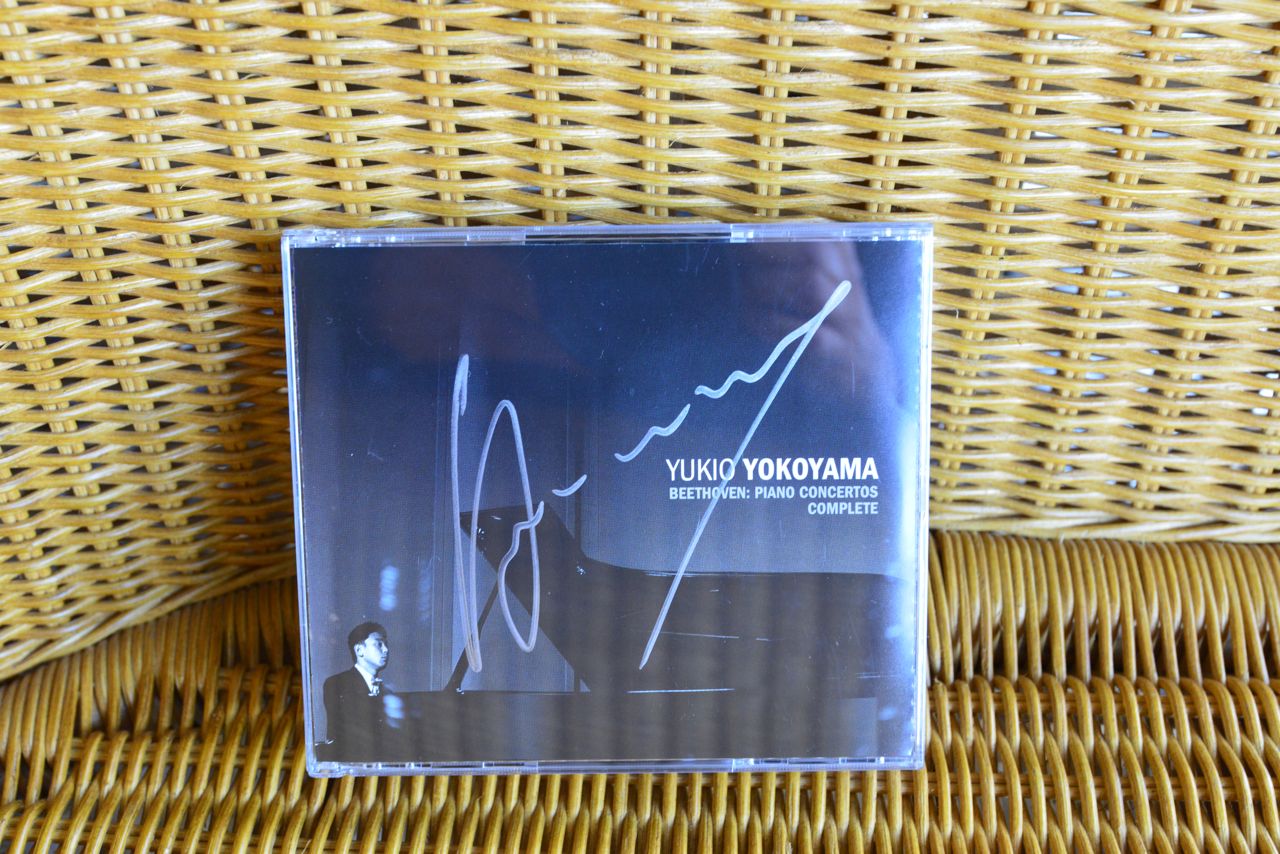 YUKIO YOKOYAMA
BEETHOVEN: PIANO CONCERTOS
COMPLETE